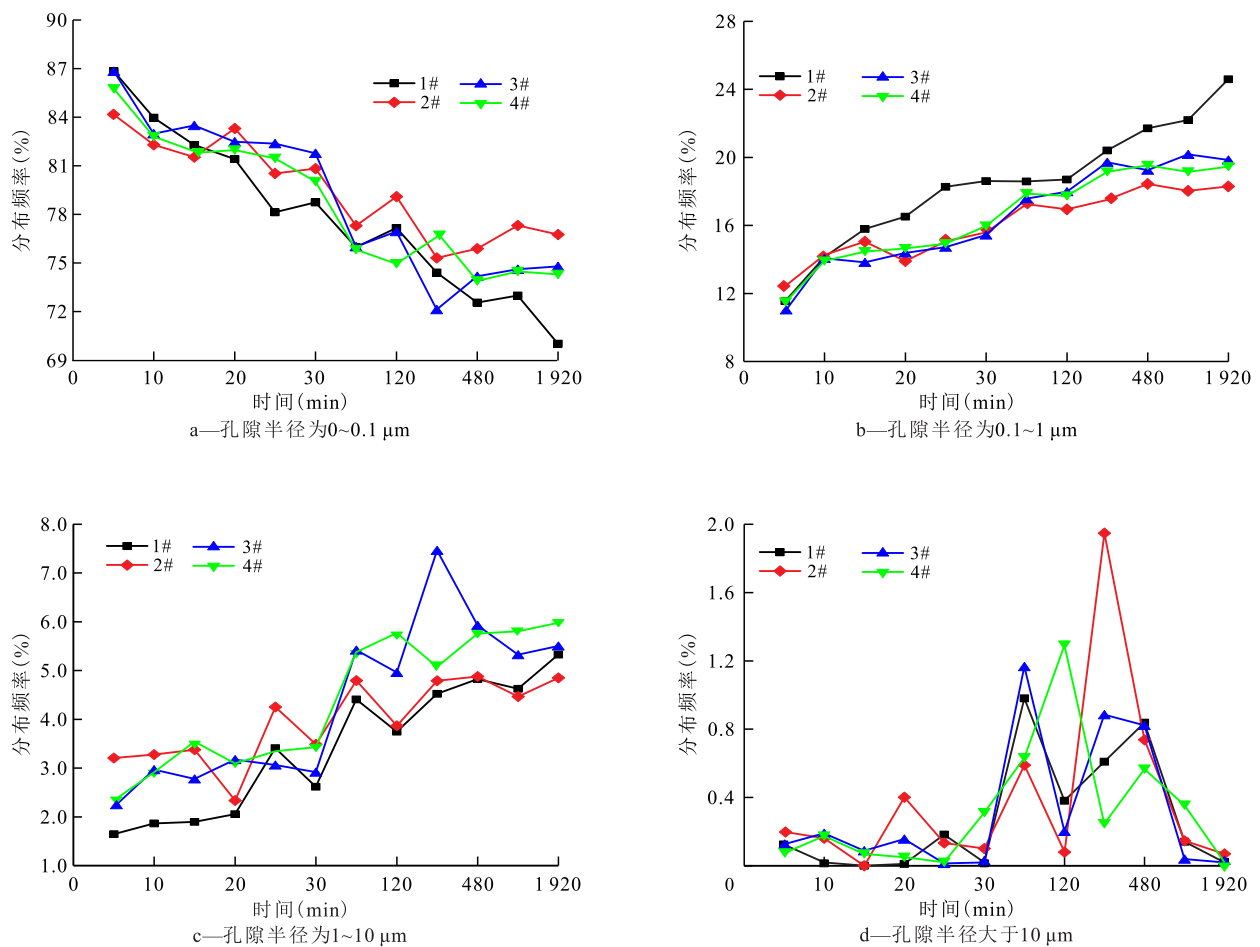 90
87
84
81
78
75
72
69
分布频率(%)
1# 3#
2# 4#
0 10 20 30 120 480 1 920
时间(min)
a—孔隙半径为0~0.1 μm
28
24
20
16
12
8
分布频率(%)
1# 3#
2# 4#
0 10 20 30 120 480 1 920
时间(min)
b—孔隙半径为0.1~1 μm
8.0
7.0
6.0
5.0
4.0
3.0
2.0
1.0
分布频率(%)
1# 3#
2# 4#
0 10 20 30 120 480 1 920
时间(min)
c—孔隙半径为1~10 μm
2.0
1.6
1.2
0.8
0.4
分布频率(%)
1# 3#
2# 4#
0 10 20 30 120 480 1 920
时间(min)
d—孔隙半径大于10 μm